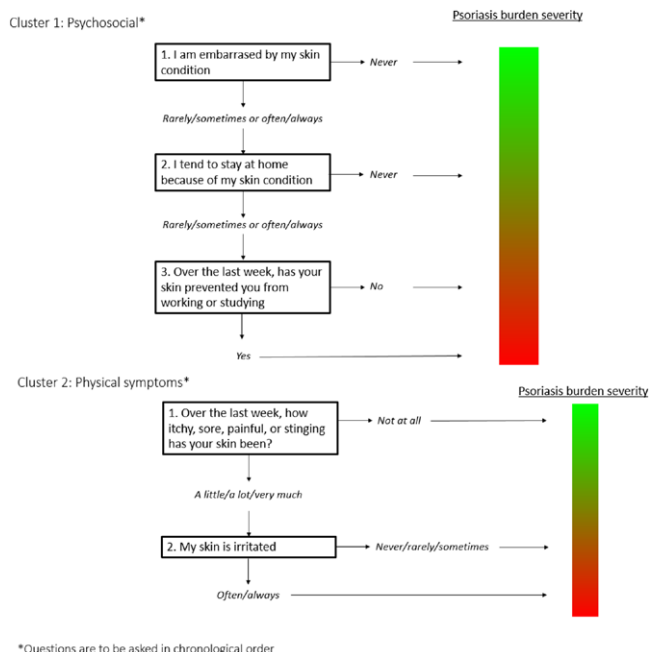 Psoriasis burden severity
Cluster 1: Psychosocial*
1. I am embarrased by my skin
condition
Never
Rarely/sometimes or often/always
2. I tend to stay at home
because of my skin condition
Never
Rarely/sometimes or often/always
3. Over the last week, has your
skin prevented you from
working or studying
No
Yes
Cluster 2: Physical symptoms*
Psoriasis burden severity
1. Over the last week, how
itchy, sore, painful, or stinging
has your skin been?
Not at all
A little/a lot/very much
2. My skin is irritated
Never/rarely/sometimes
Often/always
*Questions are to be asked in chronological order